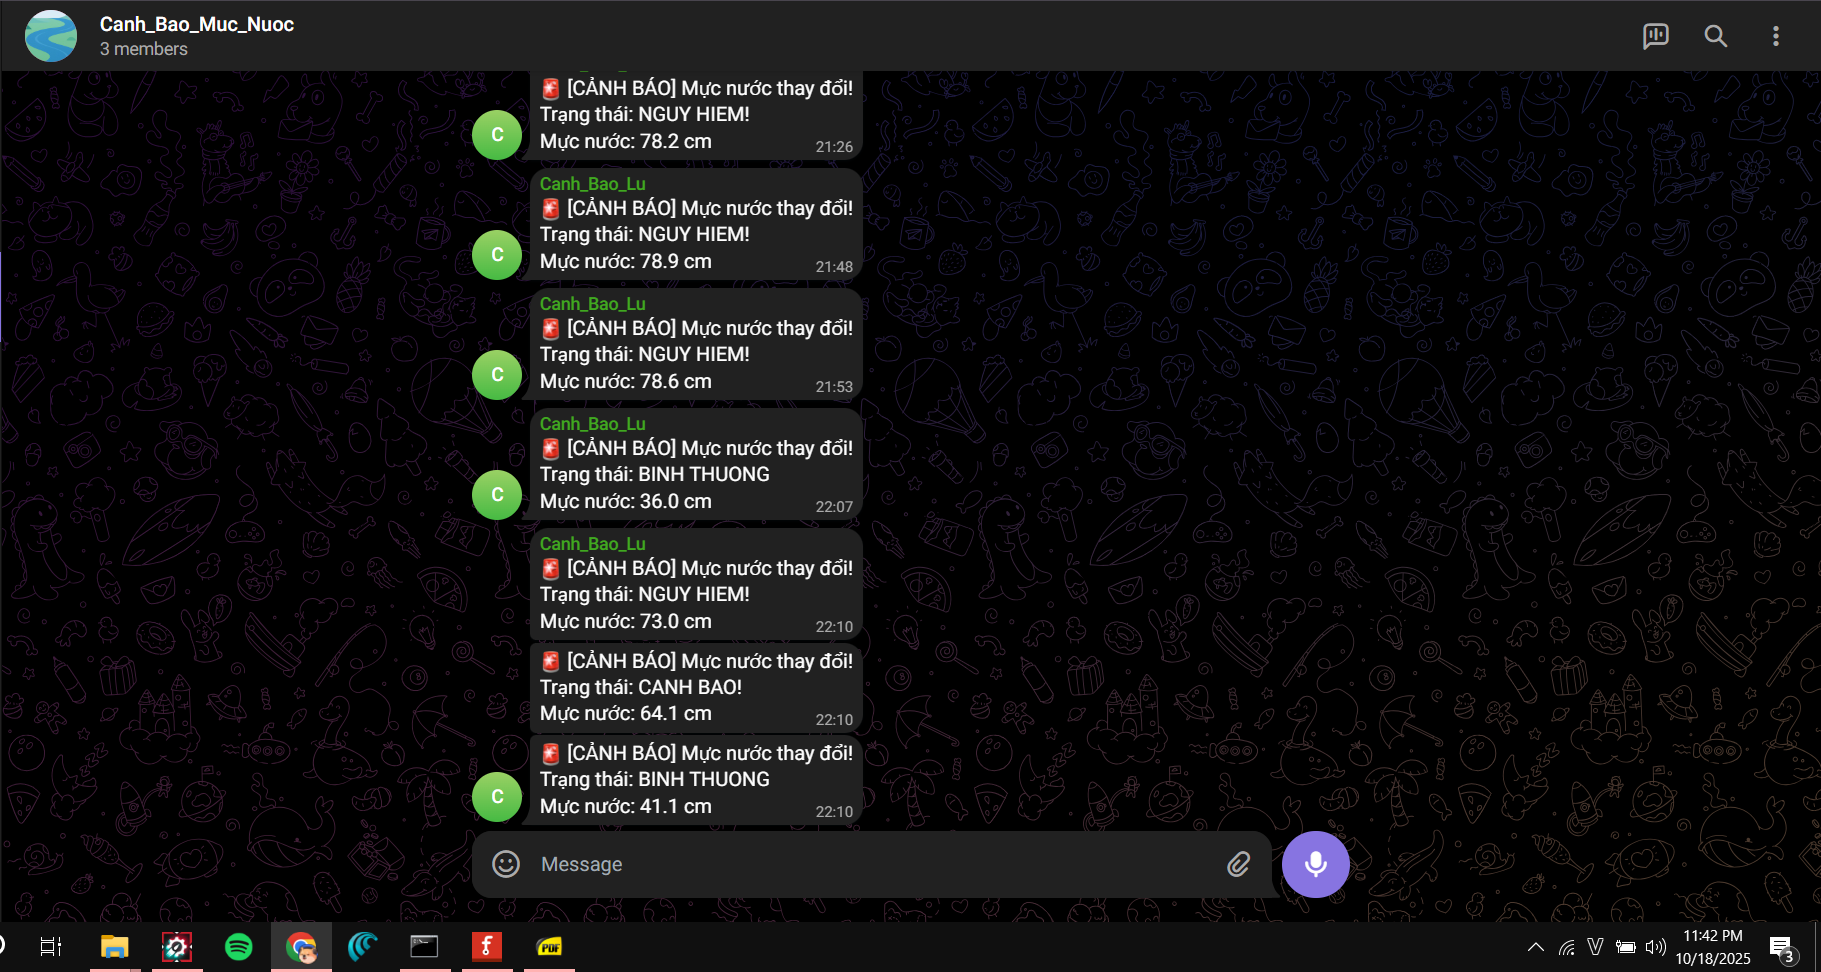 Canh_Bao_Muc_Nuoc
3 members
🚨 [CẢNH BÁO] Mực nước thay đổi!
Trạng thái: NGUY HIEM!
Mực nước: 78.2 cm
21:26
C
Canh_Bao_Lu
🚨 [CẢNH BÁO] Mực nước thay đổi!
Trạng thái: NGUY HIEM!
Mực nước: 78.9 cm
21:48
C
Canh_Bao_Lu
🚨 [CẢNH BÁO] Mực nước thay đổi!
Trạng thái: NGUY HIEM!
Mực nước: 78.6 cm
21:53
C
Canh_Bao_Lu
🚨 [CẢNH BÁO] Mực nước thay đổi!
Trạng thái: BINH THUONG
Mực nước: 36.0 cm
22:07
C
Canh_Bao_Lu
🚨 [CẢNH BÁO] Mực nước thay đổi!
Trạng thái: NGUY HIEM!
Mực nước: 73.0 cm
22:10
🚨 [CẢNH BÁO] Mực nước thay đổi!
Trạng thái: CANH BAO!
Mực nước: 64.1 cm
22:10
🚨 [CẢNH BÁO] Mực nước thay đổi!
Trạng thái: BINH THUONG
Mực nước: 41.1 cm
22:10
C
Message
PDF
V
11:42 PM
10/18/2025
3